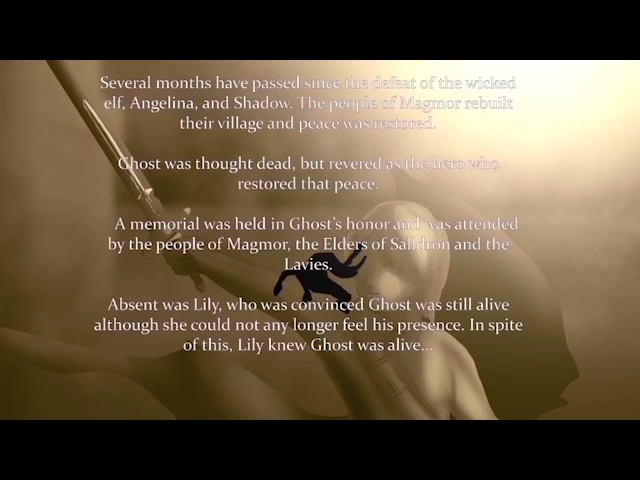 Several months have passed since the defeat of the wicked
elf, Angelina, and Shadow. The people of Magmor rebuilt
their village and peace was restored.
Ghost was thought dead, but revered as the hero who
restored that peace.
A memorial was held in Ghost's honor and was attended
by the people of Magmor, the Elders of Salldron and the
Lavies.
Absent was Lily, who was convinced Ghost was still alive
although she could not any longer feel his presence. In spite
of this, Lily knew Ghost was alive...